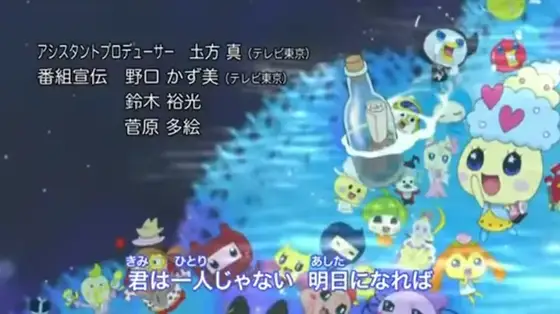 アシスタントプロデューサー 土方 真（テレビ東京）
番組宣伝 野口 かず美（テレビ東京）
鈴木 裕光
菅原 多絵
きみ ひとり あした
君は一人じゃない 明日になれば